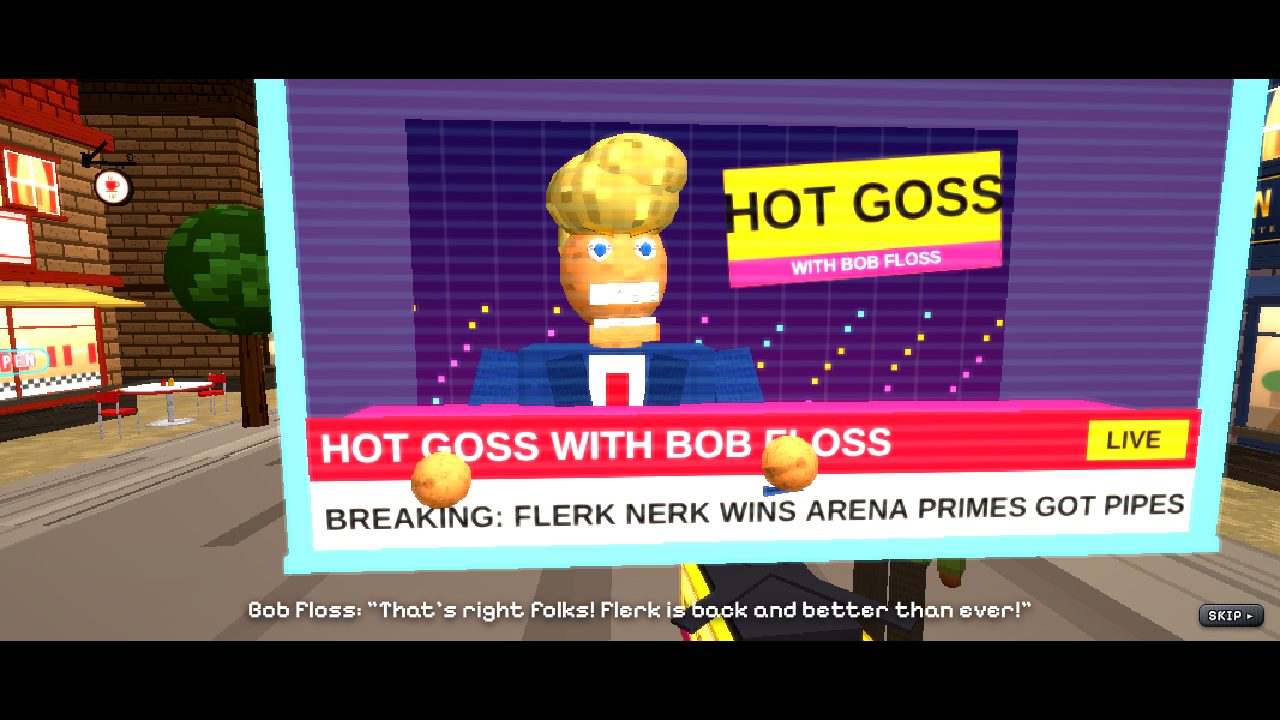 HOT GOSS
WITH BOB FLOSS
HOT GOSS WITH BOB FLOSS
LIVE
BREAKING: FLERK NERK WINS ARENA PRIMES GOT PIPES
Bob Floss: "That's right folks! Flerk is back and better than ever!"
SKIP